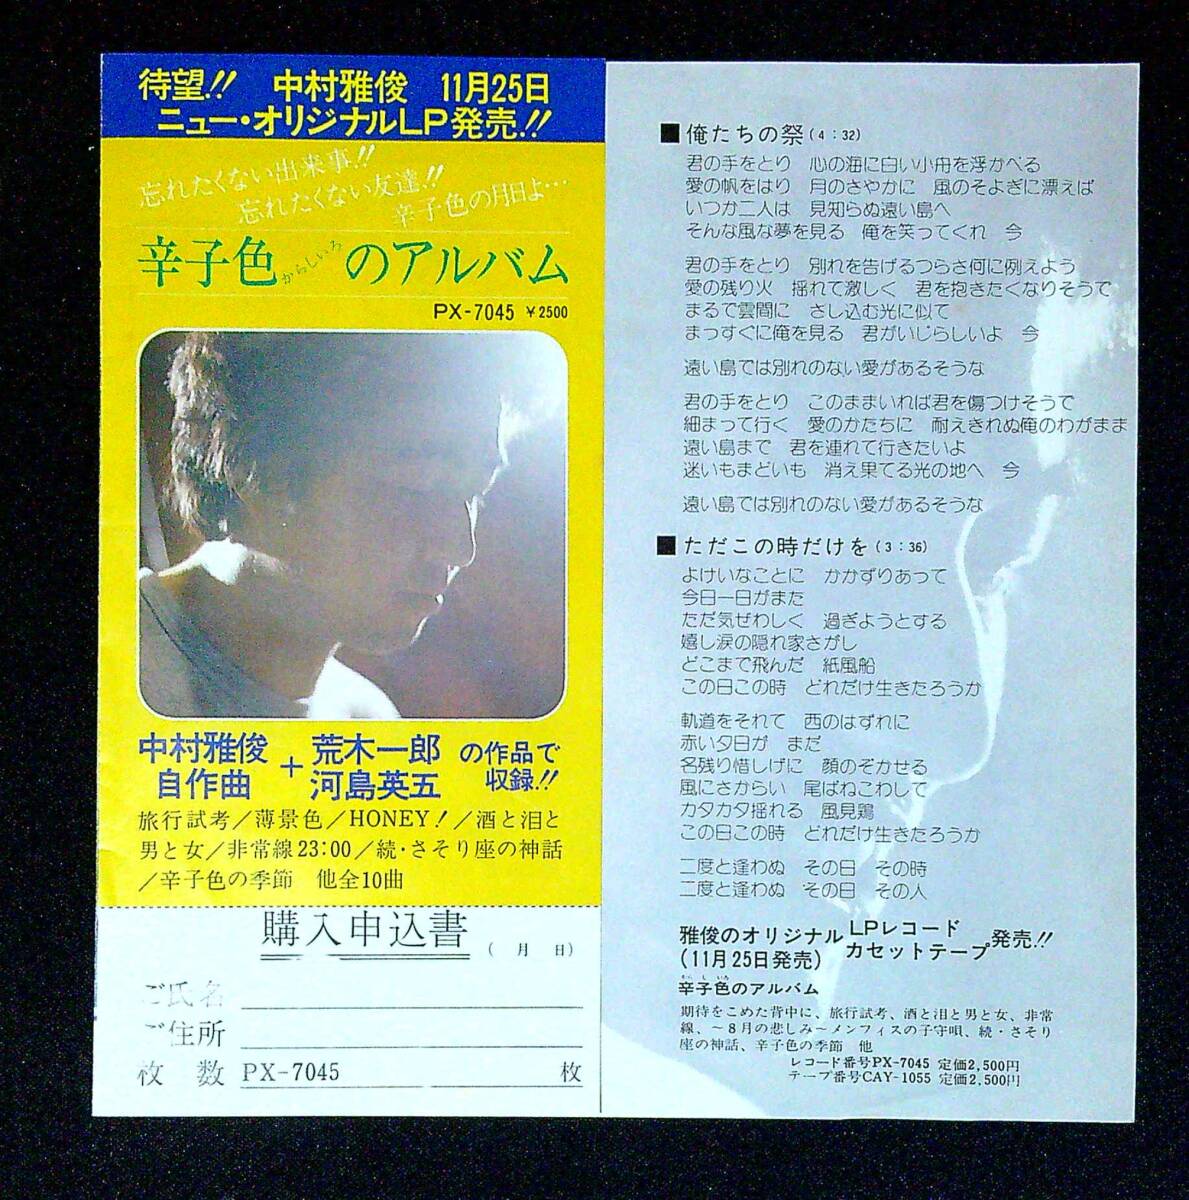 待望!! 中村雅俊 11月25日
ニュー・オリジナルLP発売!!
忘れたくない出来事!!
忘れたくない友達!!
辛子色の月日よ…
辛子色からしいろのアルバム
PX-7045 ¥2500
中村雅俊 自作曲 + 荒木一郎 河島英五 の作品で収録!!
旅行試考/薄景色/HONEY!/酒と泪と
男と女/非常線23:00/続・さそり座の神話
/辛子色の季節 他全10曲
購入申込書 (月 日)
ご氏名
ご住所
枚数 PX-7045 枚
■俺たちの祭(4:32)
君の手をとり 心の海に白い小舟を浮かべる
愛の帆をはり 月のさやかに 風のそよぎに漂えば
いつか二人は 見知らぬ遠い島へ
そんな風な夢を見る 俺を笑ってくれ 今
君の手をとり 別れを告げるつらさ何に例えよう
愛の残り火 揺れて激しく 君を抱きたくなりそうで
まるで雲間に さし込む光に似て
まっすぐに俺を見る 君がいじらしいよ 今
遠い島では別れのない愛があるそうな
君の手をとり このままいれば君を傷つけそうで
細まって行く 愛のかたちに 耐えきれぬ俺のわがまま
遠い島まで 君を連れて行きたいよ
迷いもまどいも 消え果てる光の地へ 今
遠い島では別れのない愛があるそうな
■ただこの時だけを(3:36)
よけいなことに かかずりあって
今日一日がまた
ただ気ぜわしく 過ぎようとする
嬉し涙の隠れ家さがし
どこまで飛んだ 紙風船
この日この時 どれだけ生きたろうか
軌道をそれて 西のはずれに
赤い夕日が まだ
名残り惜しげに 顔のぞかせる
風にさからい 尾ばねこわして
カタカタ揺れる 風見鶏
この日この時 どれだけ生きたろうか
二度と逢わぬ その日 その時
二度と逢わぬ その日 その人
雅俊のオリジナル LPレコード カセットテープ 発売!!
(11月25日発売)
辛子色のアルバム
期待をこめた背中に、旅行試考、酒と泪と男と女、非常
線、～8月の悲しみ～メンフィスの子守唄、続・さそり
座の神話、辛子色の季節 他
レコード番号PX-7045 定価2,500円
テープ番号CAY-1055 定価2,500円